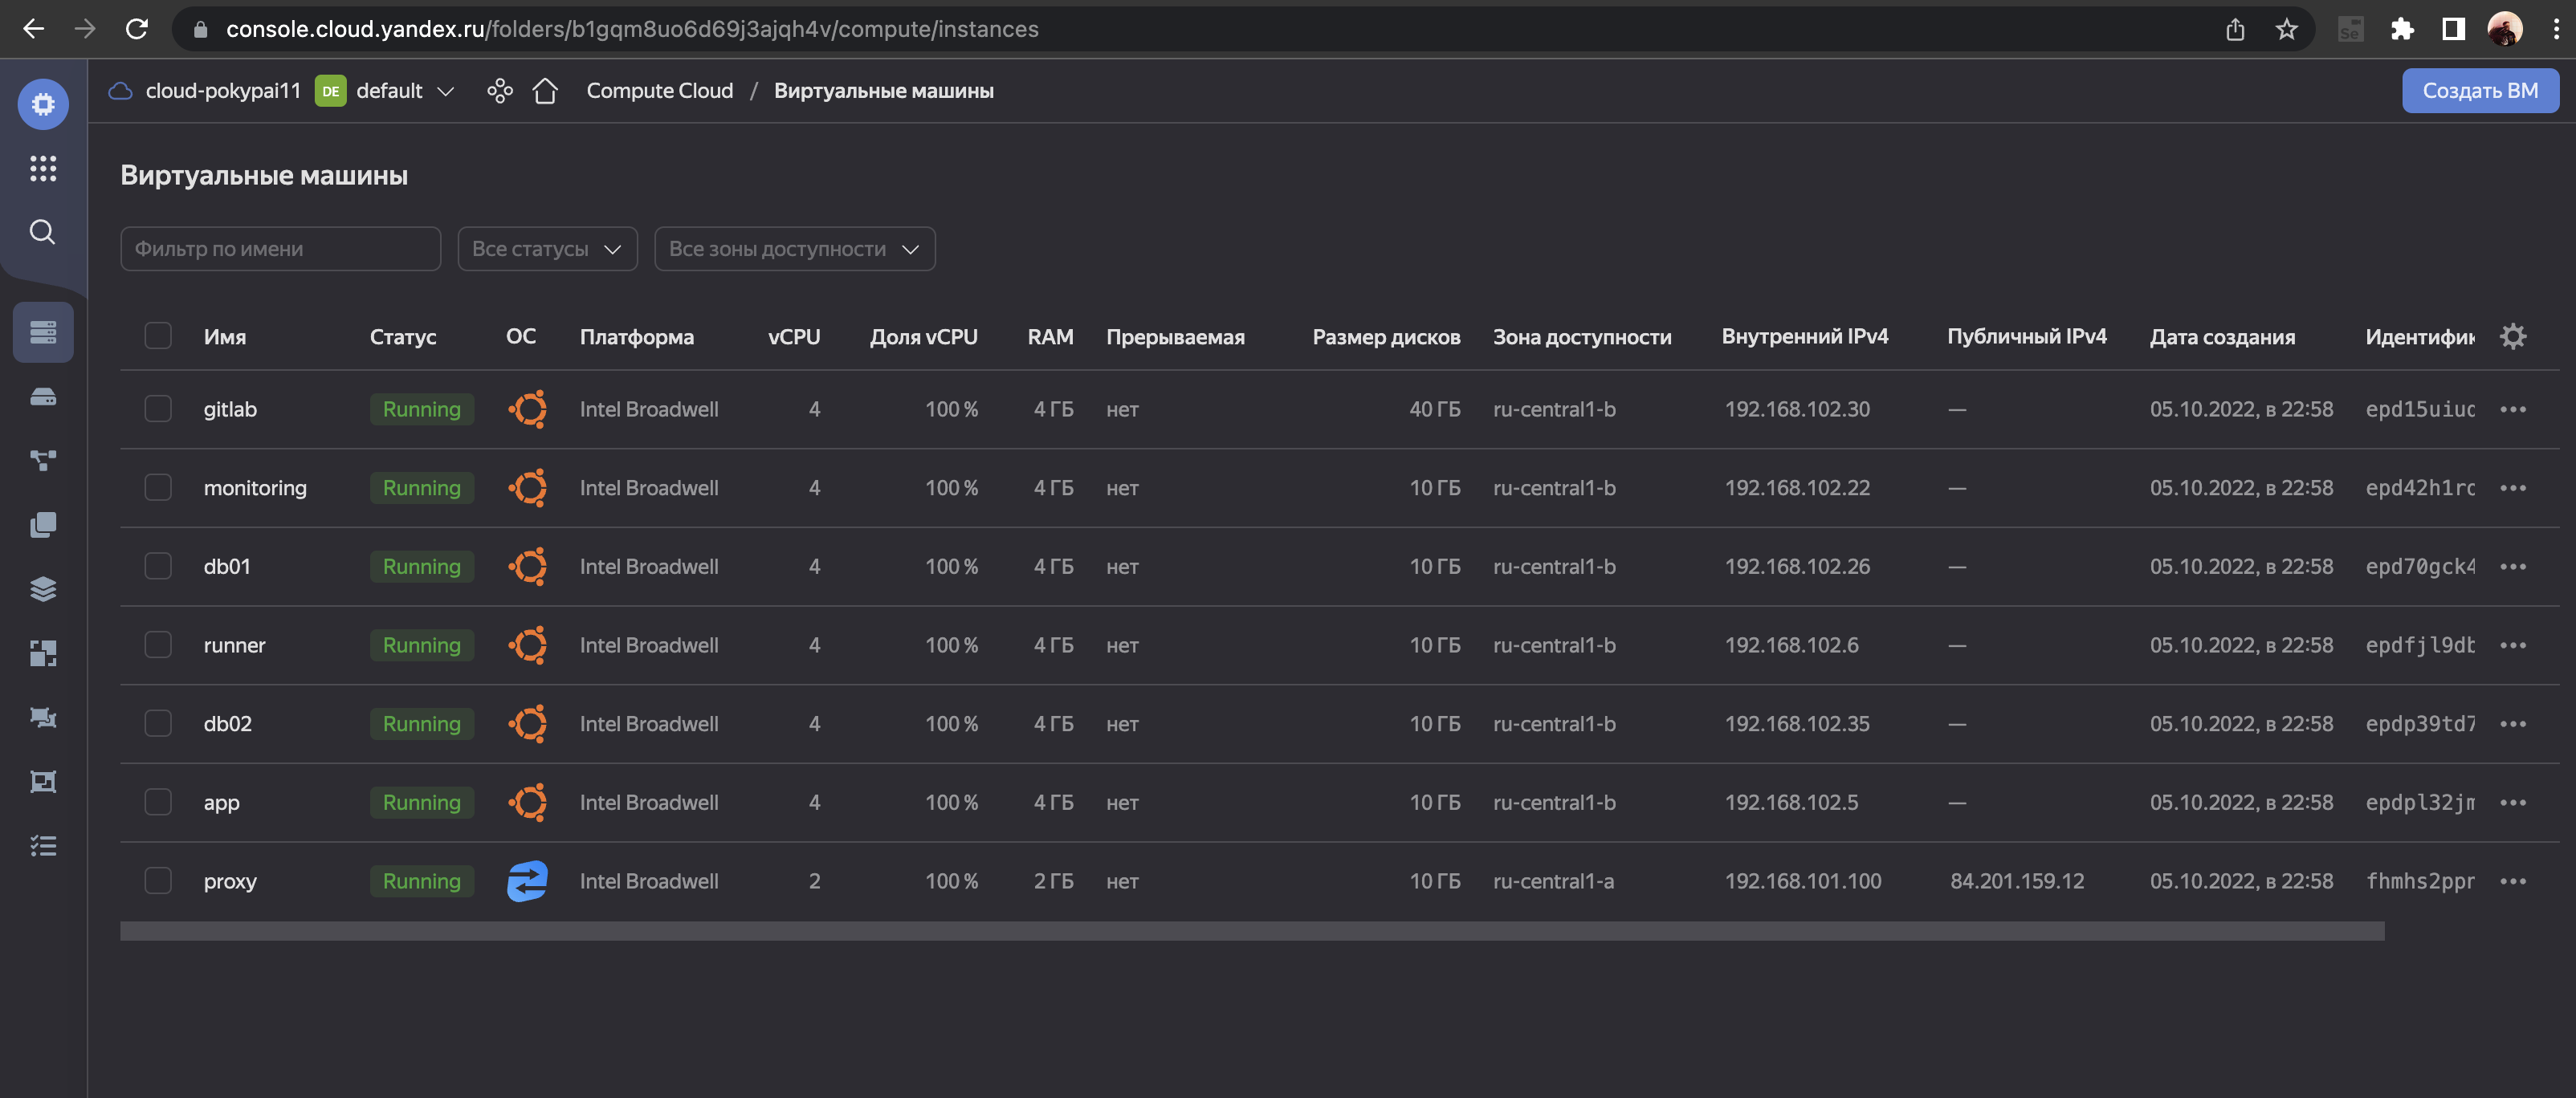 console.cloud.yandex.ru/folders/b1gqm8uo6d69j3ajqh4v/compute/instances
Se
cloud-pokypai11 DE default Compute Cloud / Виртуальные машины Создать ВМ
Виртуальные машины
Фильтр по имени Все статусы Все зоны доступности
Имя Статус ОС Платформа vCPU Доля vCPU RAM Прерываемая Размер дисков Зона доступности Внутренний IPv4 Публичный IPv4 Дата создания Идентифик
gitlab Running Intel Broadwell 4 100 % 4 ГБ нет 40 ГБ ru-central1-b 192.168.102.30 — 05.10.2022, в 22:58 epd15uiuc
monitoring Running Intel Broadwell 4 100 % 4 ГБ нет 10 ГБ ru-central1-b 192.168.102.22 — 05.10.2022, в 22:58 epd42h1rc
db01 Running Intel Broadwell 4 100 % 4 ГБ нет 10 ГБ ru-central1-b 192.168.102.26 — 05.10.2022, в 22:58 epd70gck4
runner Running Intel Broadwell 4 100 % 4 ГБ нет 10 ГБ ru-central1-b 192.168.102.6 — 05.10.2022, в 22:58 epdfjl9db
db02 Running Intel Broadwell 4 100 % 4 ГБ нет 10 ГБ ru-central1-b 192.168.102.35 — 05.10.2022, в 22:58 epdp39td7
app Running Intel Broadwell 4 100 % 4 ГБ нет 10 ГБ ru-central1-b 192.168.102.5 — 05.10.2022, в 22:58 epdpl32jm
proxy Running Intel Broadwell 2 100 % 2 ГБ нет 10 ГБ ru-central1-a 192.168.101.100 84.201.159.12 05.10.2022, в 22:58 fhmhs2ppr